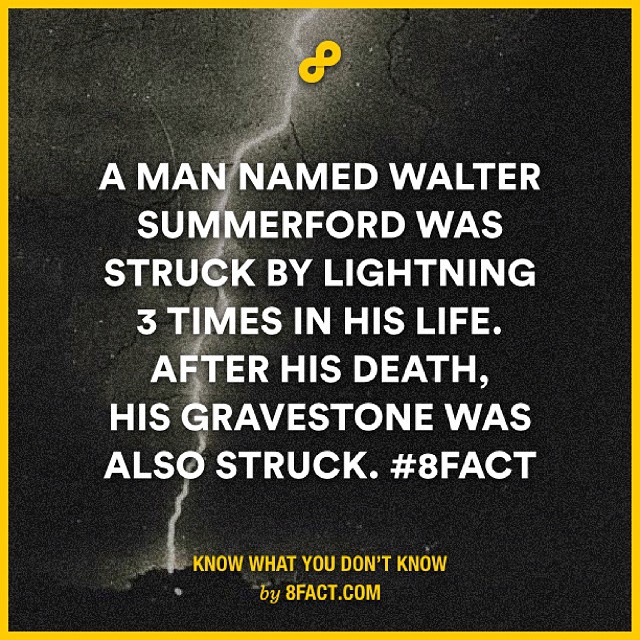 A MAN NAMED WALTER
SUMMERFORD WAS
STRUCK BY LIGHTNING
3 TIMES IN HIS LIFE.
AFTER HIS DEATH,
HIS GRAVESTONE WAS
ALSO STRUCK. #8FACT
KNOW WHAT YOU DON'T KNOW
by 8FACT.COM